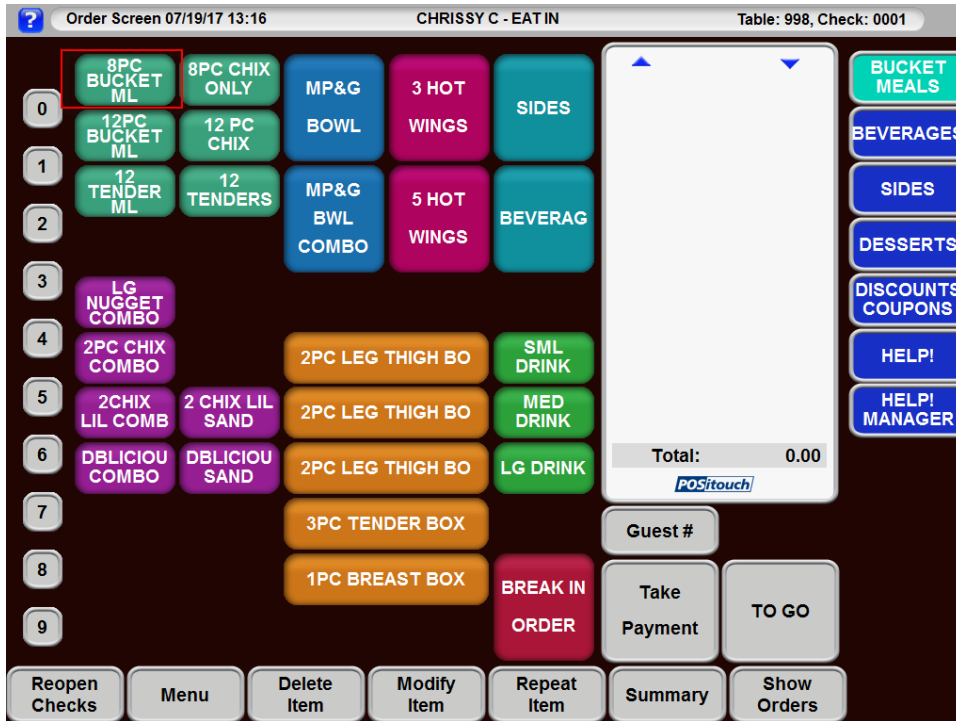 ?
Order Screen 07/19/17 13:16
CHRISSY C - EAT IN
Table: 998, Check: 0001
0
1
2
3
4
5
6
7
8
9
8PC
BUCKET
ML
8PC CHIX
ONLY
12PC
BUCKET
ML
12 PC
CHIX
12
TENDER
ML
12
TENDERS
MP&G
BOWL
3 HOT
WINGS
SIDES
MP&G
BWL
COMBO
5 HOT
WINGS
BEVERAG
LG
NUGGET
COMBO
2PC CHIX
COMBO
2CHIX
LIL COMB
2 CHIX LIL
SAND
DBLICIOU
COMBO
DBLICIOU
SAND
2PC LEG THIGH BO
2PC LEG THIGH BO
2PC LEG THIGH BO
3PC TENDER BOX
1PC BREAST BOX
SML
DRINK
MED
DRINK
LG DRINK
BREAK IN
ORDER
Total: 0.00
POSitouch
Guest #
Take
Payment
TO GO
BUCKET
MEALS
BEVERAGES
SIDES
DESSERTS
DISCOUNTS
COUPONS
HELP!
HELP!
MANAGER
Reopen
Checks
Menu
Delete
Item
Modify
Item
Repeat
Item
Summary
Show
Orders